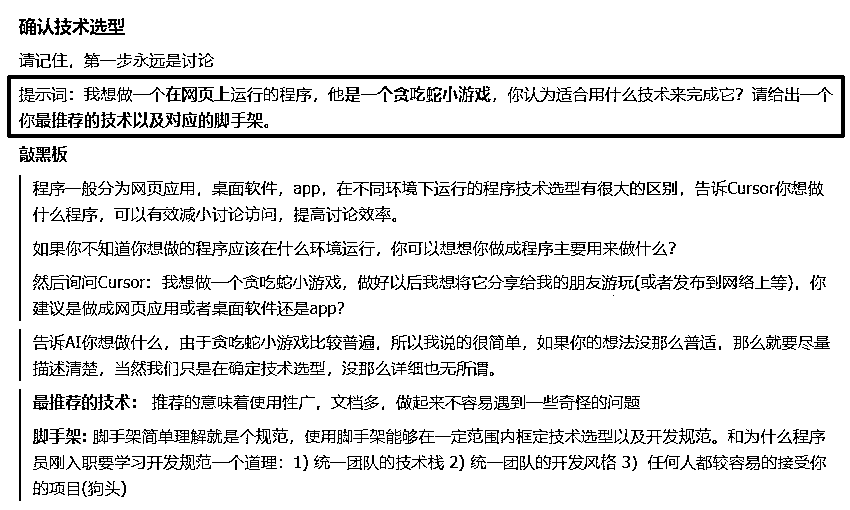 确认技术选型
请记住，第一步永远是讨论
提示词：我想做一个在网页上运行的程序，他是一个贪吃蛇小游戏，你认为适合用什么技术来完成它？请给出一个
你最推荐的技术以及对应的脚手架。
敲黑板
程序一般分为网页应用，桌面软件，app，在不同环境下运行的程序技术选型有很大的区别，告诉Cursor你想做
什么程序，可以有效减小讨论访问，提高讨论效率。
如果你不知道你想做的程序应该在什么环境运行，你可以想想你做成程序主要用来做什么？
然后询问Cursor：我想做一个贪吃蛇小游戏，做好以后我想将它分享给我的朋友游玩(或者发布到网络上等)，你
建议是做成网页应用或者桌面软件还是app？
告诉AI你想做什么，由于贪吃蛇小游戏比较普遍，所以我说的很简单，如果你的想法没那么普适，那么就要尽量
描述清楚，当然我们只是在确定技术选型，没那么详细也无所谓。
最推荐的技术： 推荐的意味着使用性广，文档多，做起来不容易遇到一些奇怪的问题
脚手架: 脚手架简单理解就是个规范，使用脚手架能够在一定范围内框定技术选型以及开发规范。和为什么程序
员刚入职要学习开发规范一个道理：1) 统一团队的技术栈 2) 统一团队的开发风格 3）任何人都较容易的接受你
的项目(狗头)